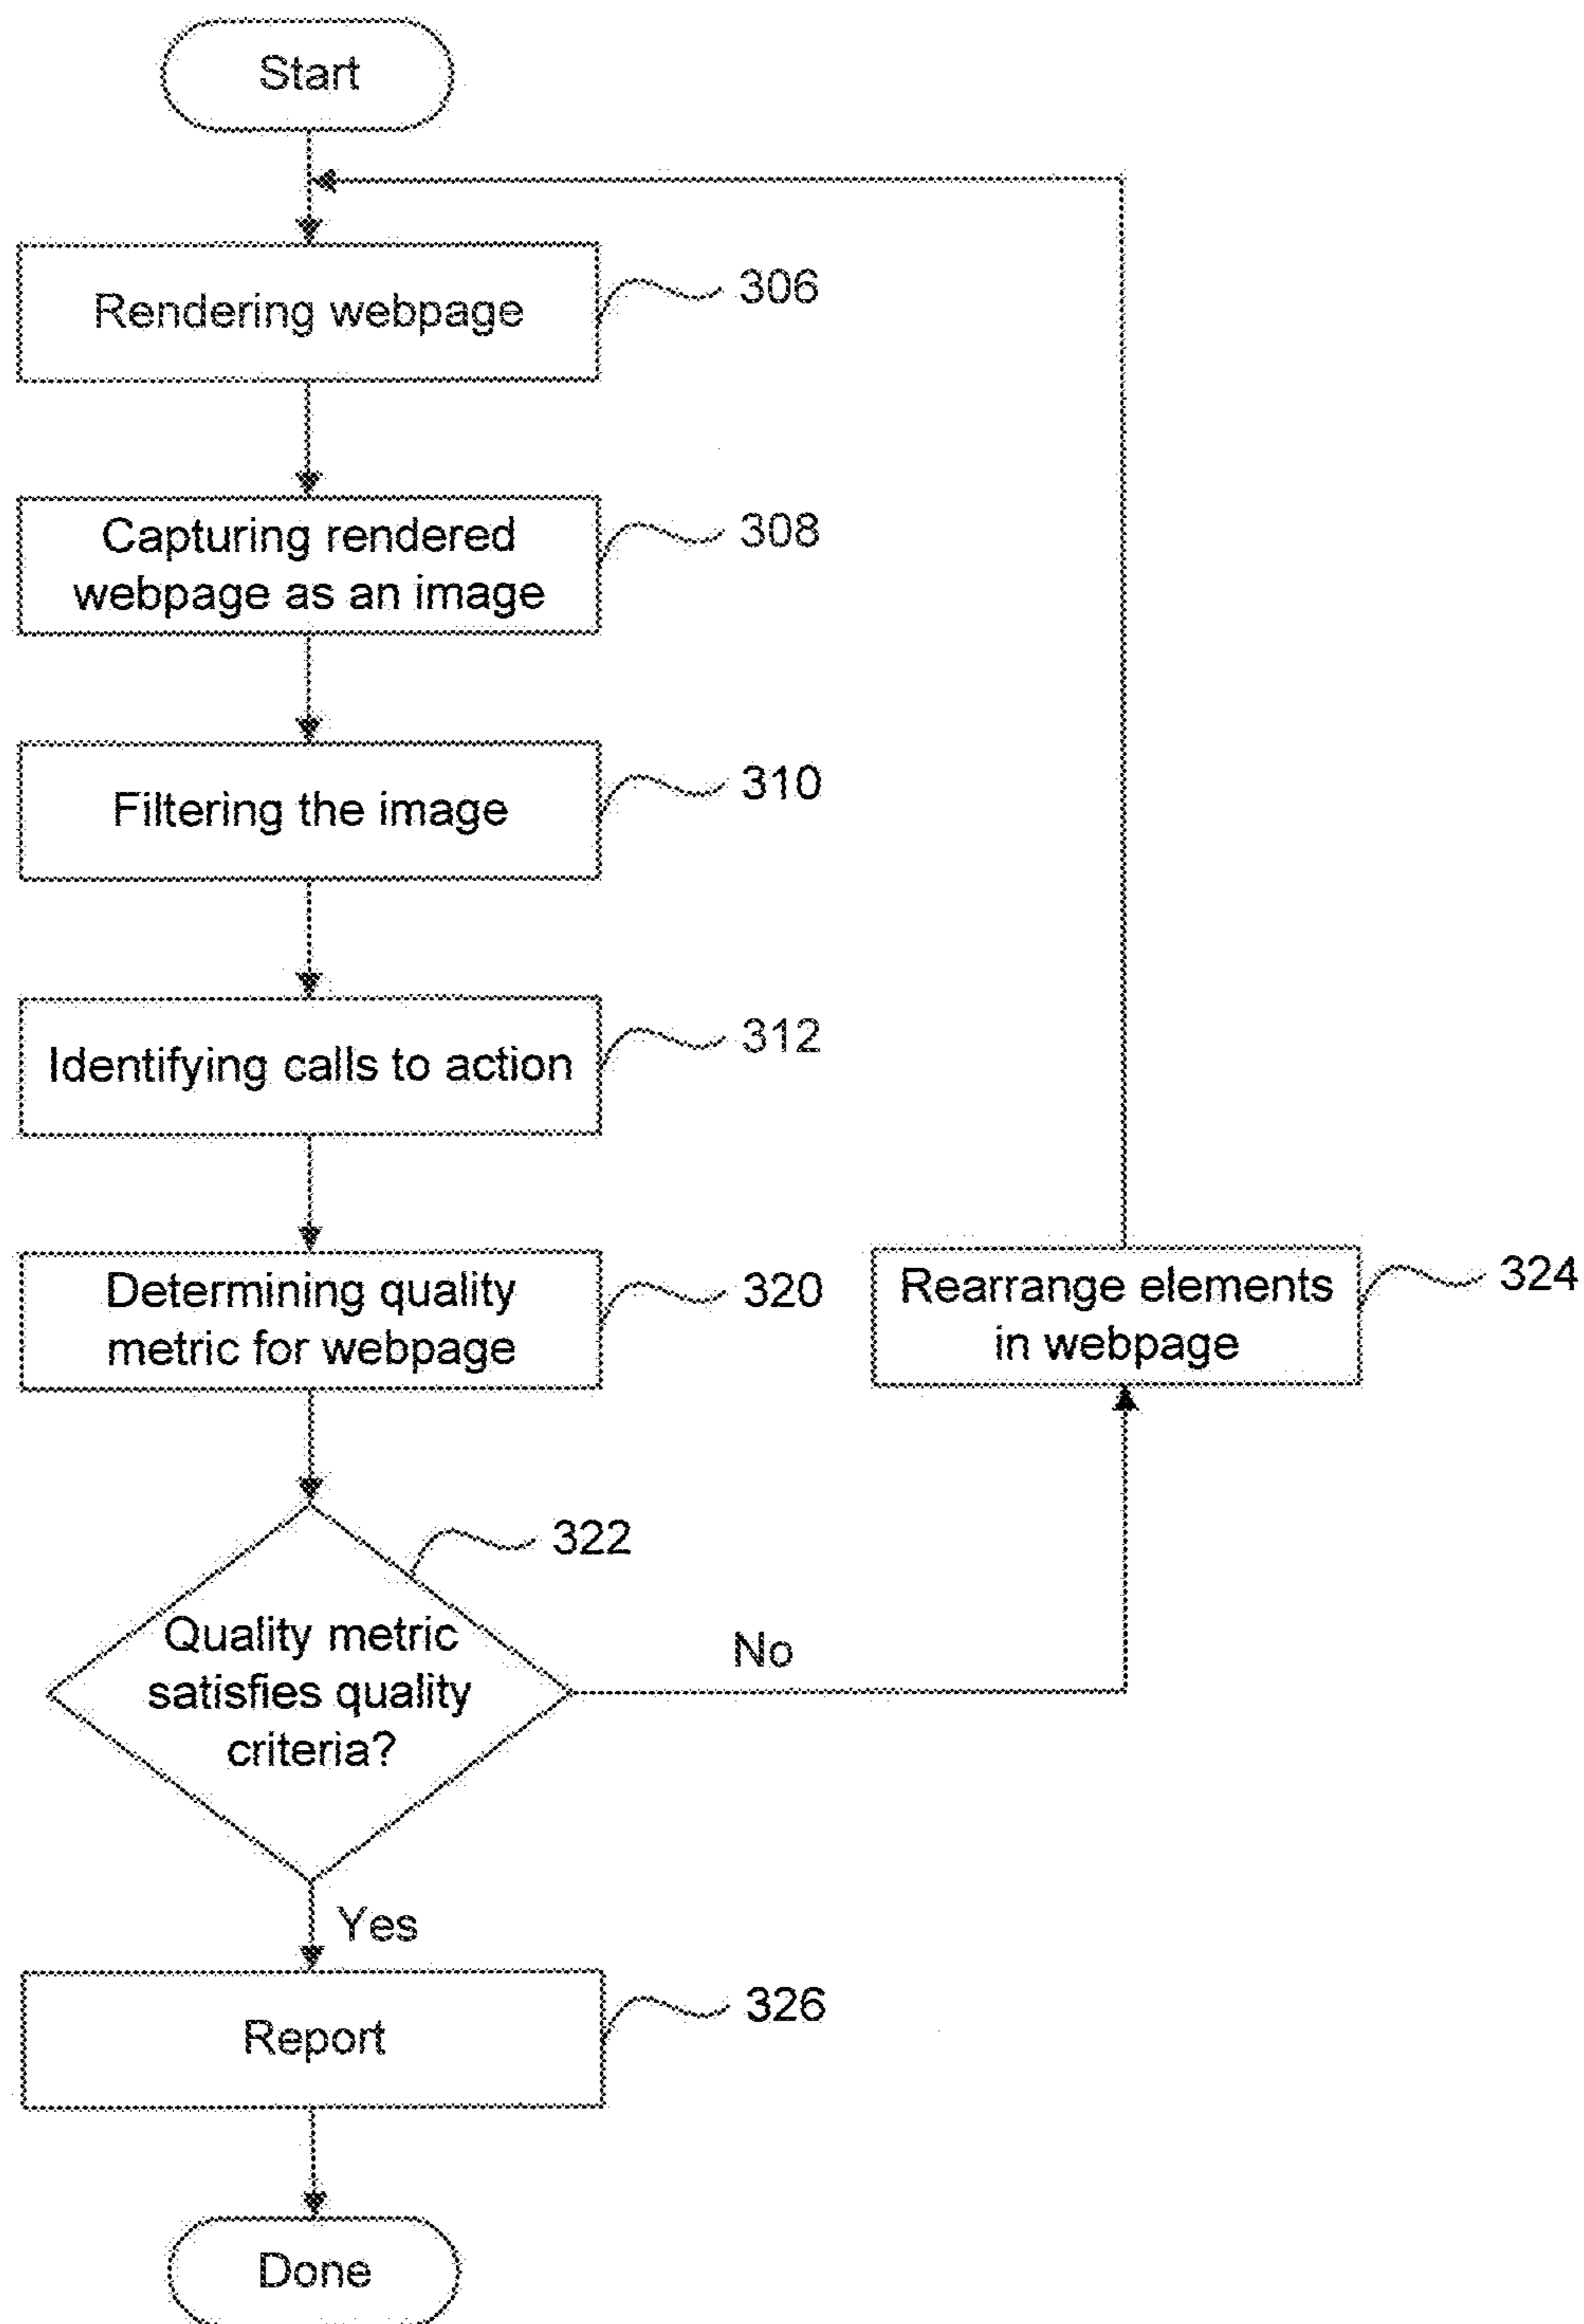 Start
Rendering webpage
306
Capturing rendered
webpage as an image
308
Filtering the image
310
Identifying calls to action
312
Determining quality
metric for webpage
320
Rearrange elements
in webpage
324
322
Quality metric
satisfies quality
criteria?
No
Yes
Report
326
Done